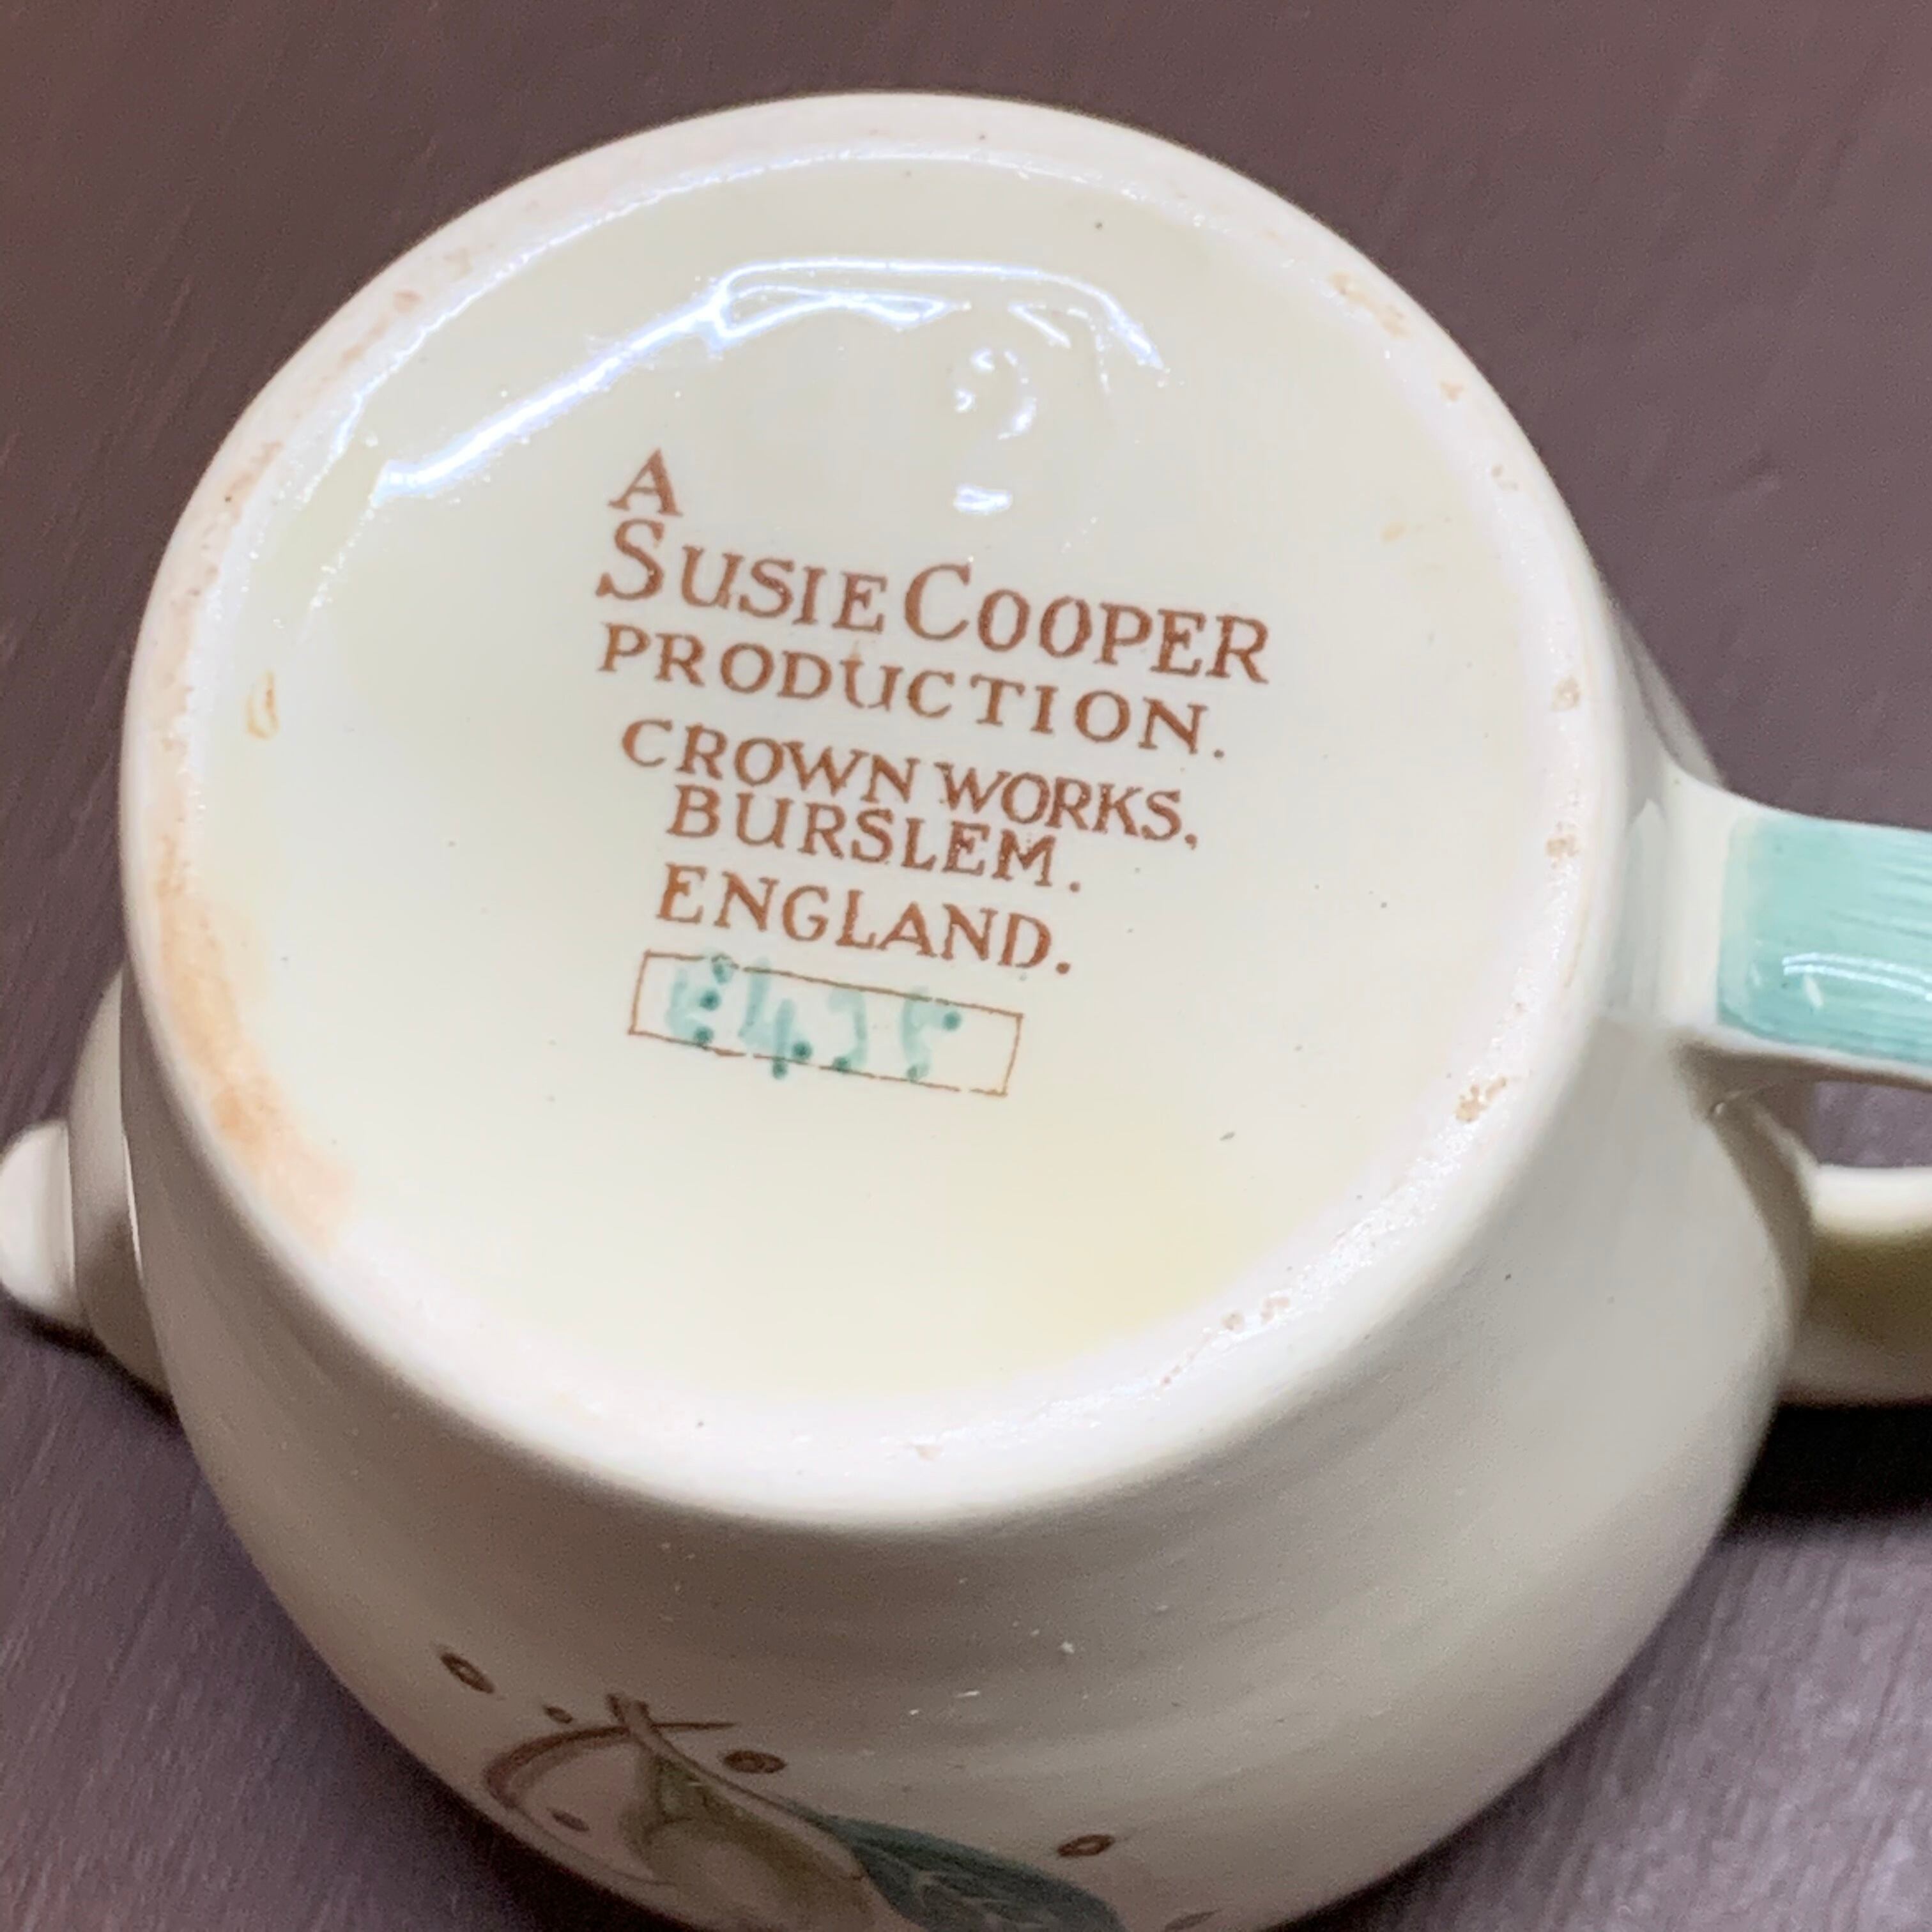 A
SUSIE COOPER
PRODUCTION.
CROWN WORKS.
BURSLEM.
ENGLAND.